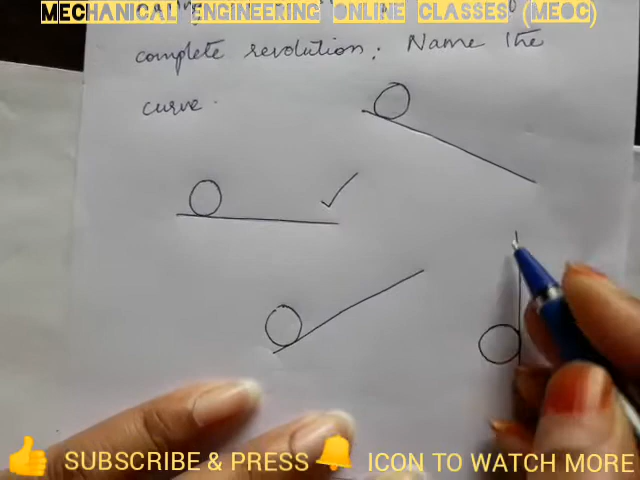 MECHANICAL ENGINEERING ONLINE CLASSES (MEOC)
complete revolution. Name the
curve.
SUBSCRIBE & PRESS ICON TO WATCH MORE